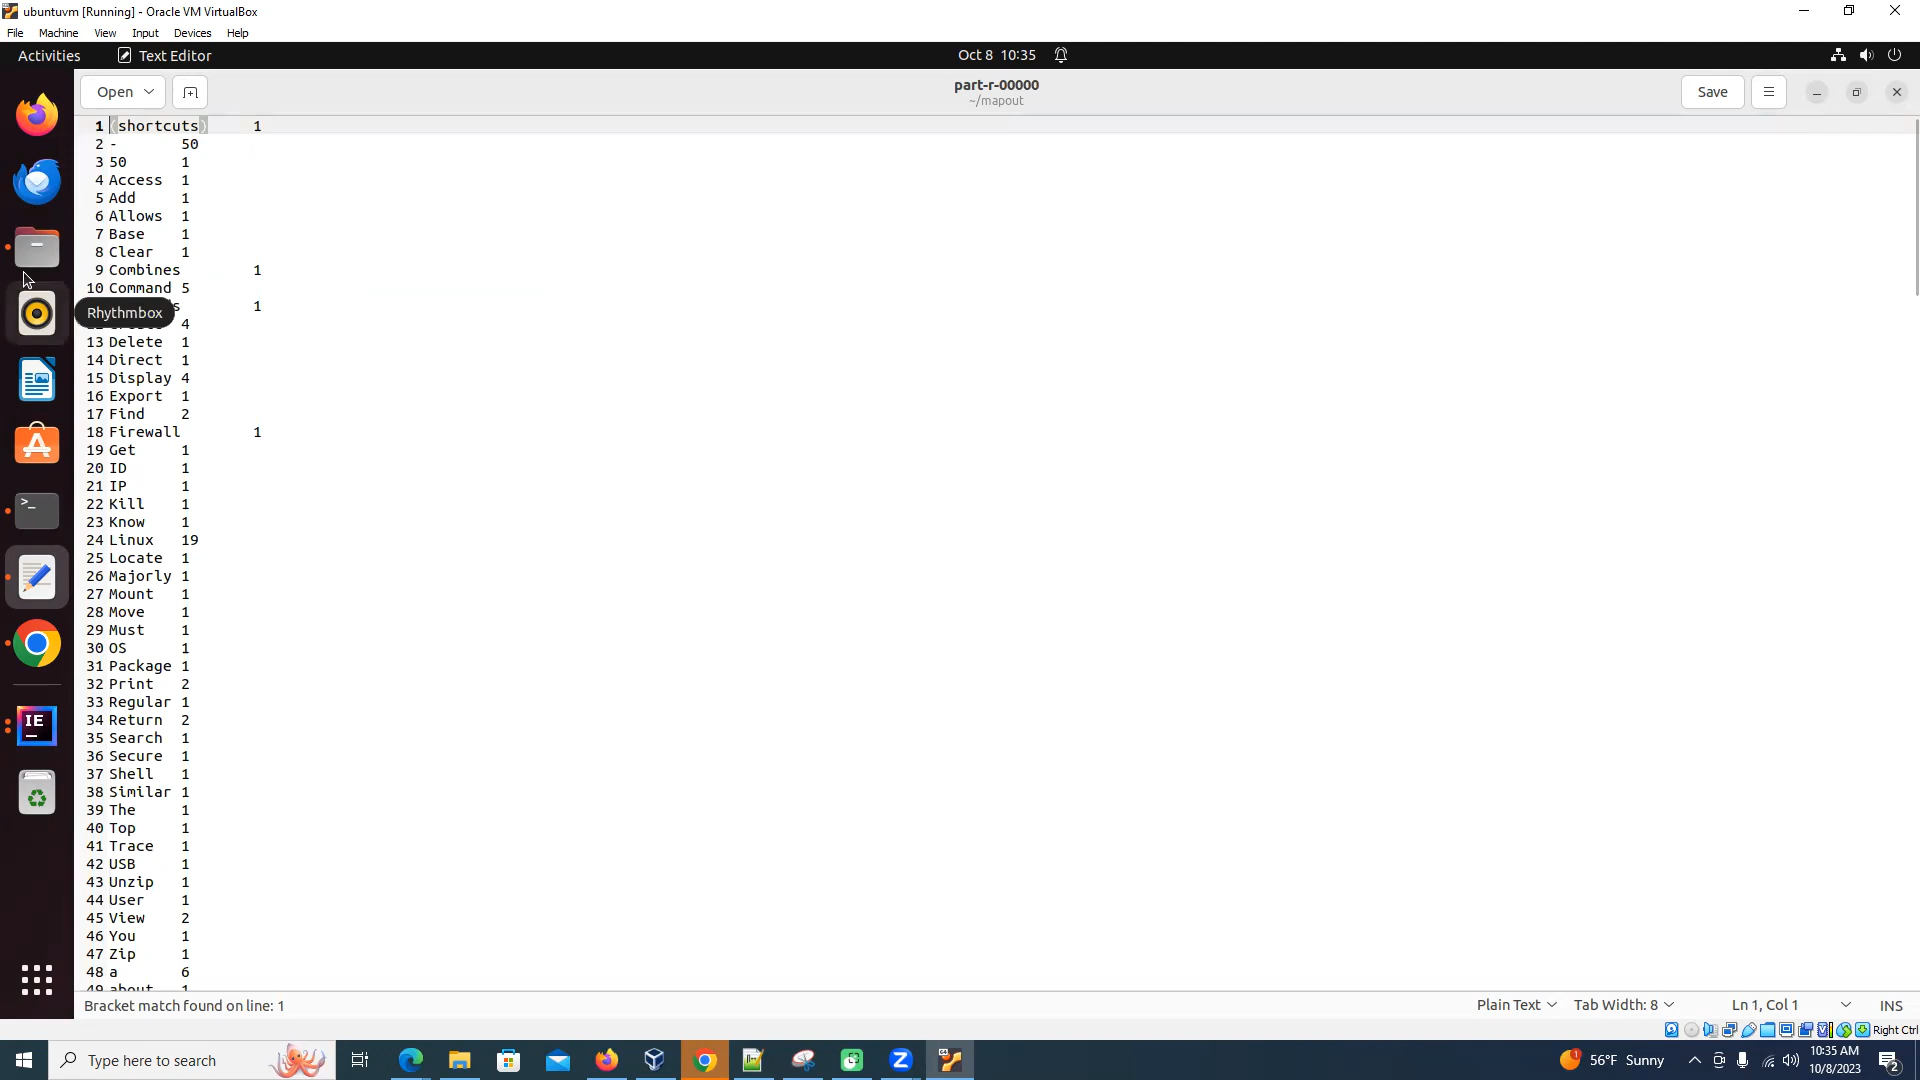 ubuntuvm [Running] - Oracle VM VirtualBox
File Machine View Input Devices Help
Activities Text Editor Oct 8 10:35
Open part-r-00000 Save
~/mapout
1 (shortcuts) 1
2 - 50
3 50 1
4 Access 1
5 Add 1
6 Allows 1
7 Base 1
8 Clear 1
9 Combines 1
10 Command 5
Rhythmbox s 1
4
13 Delete 1
14 Direct 1
15 Display 4
16 Export 1
17 Find 2
18 Firewall 1
19 Get 1
20 ID 1
21 IP 1
22 Kill 1
23 Know 1
24 Linux 19
25 Locate 1
26 Majorly 1
27 Mount 1
28 Move 1
29 Must 1
30 OS 1
31 Package 1
32 Print 2
33 Regular 1
34 Return 2
35 Search 1
36 Secure 1
37 Shell 1
38 Similar 1
39 The 1
40 Top 1
41 Trace 1
42 USB 1
43 Unzip 1
44 User 1
45 View 2
46 You 1
47 Zip 1
48 a 6
49 about 1
Bracket match found on line: 1 Plain Text Tab Width: 8 Ln 1, Col 1 INS
Right Ctrl
Type here to search 56°F Sunny 10:35 AM
10/8/2023